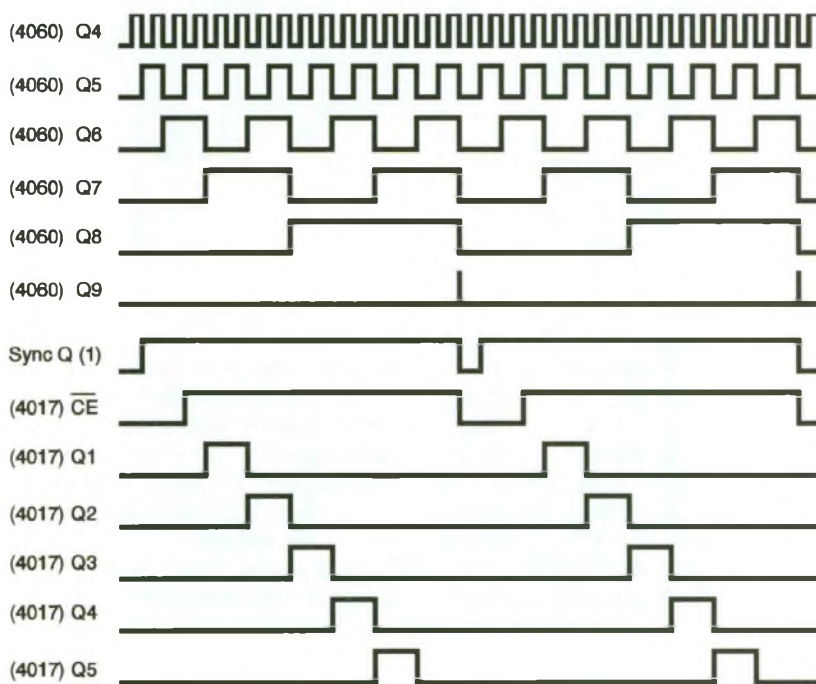 (4060) Q4
(4060) Q5
(4060) Q6
(4060) Q7
(4060) Q8
(4060) Q9
Sync Q (1)
(4017) C̅E̅
(4017) Q1
(4017) Q2
(4017) Q3
(4017) Q4
(4017) Q5